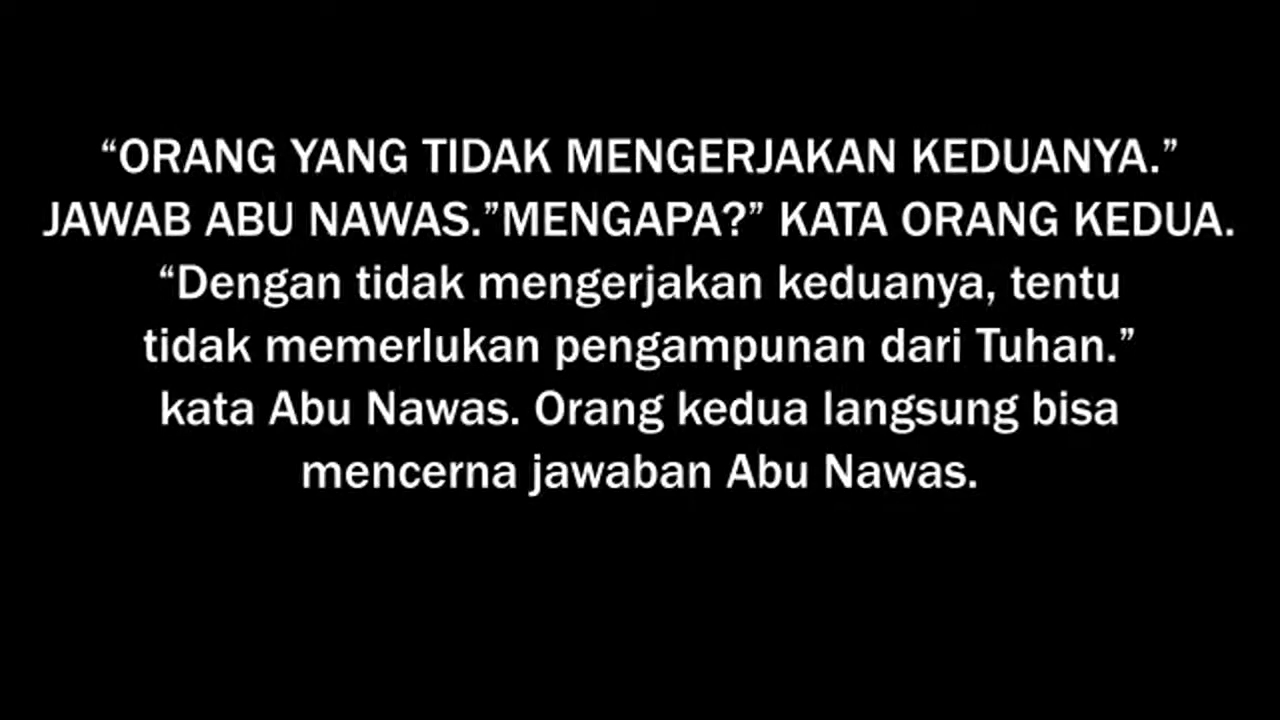 “ORANG YANG TIDAK MENGERJAKAN KEDUANYA.”
JAWAB ABU NAWAS.”MENGAPA?” KATA ORANG KEDUA.
“Dengan tidak mengerjakan keduanya, tentu
tidak memerlukan pengampunan dari Tuhan.”
kata Abu Nawas. Orang kedua langsung bisa
mencerna jawaban Abu Nawas.